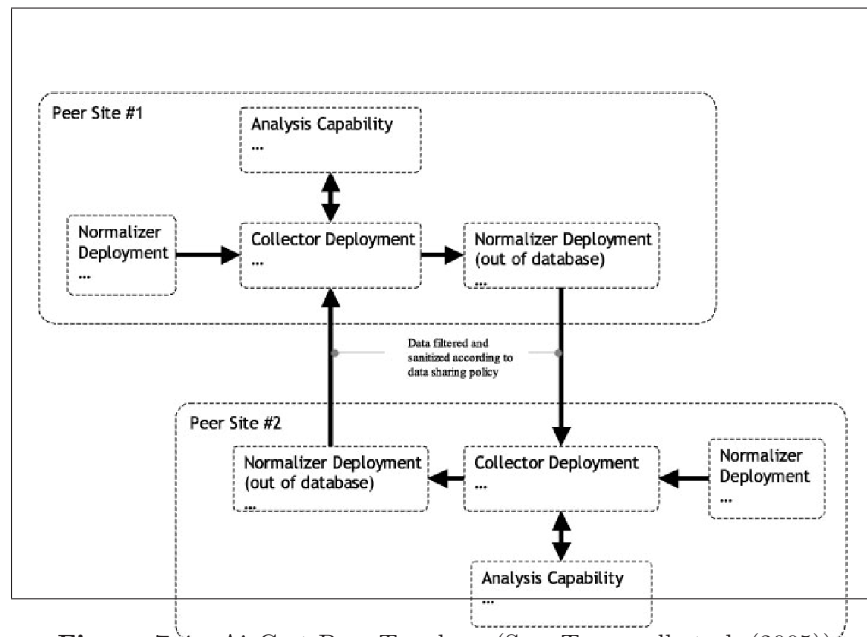 Peer Site #1
Analysis Capability
...
Normalizer
Deployment
...
Collector Deployment
...
Normalizer Deployment
(out of database)
...
Data filtered and
sanitized according to
data sharing policy
Peer Site #2
Normalizer Deployment
(out of database)
...
Collector Deployment
...
Normalizer
Deployment
...
Analysis Capability
...